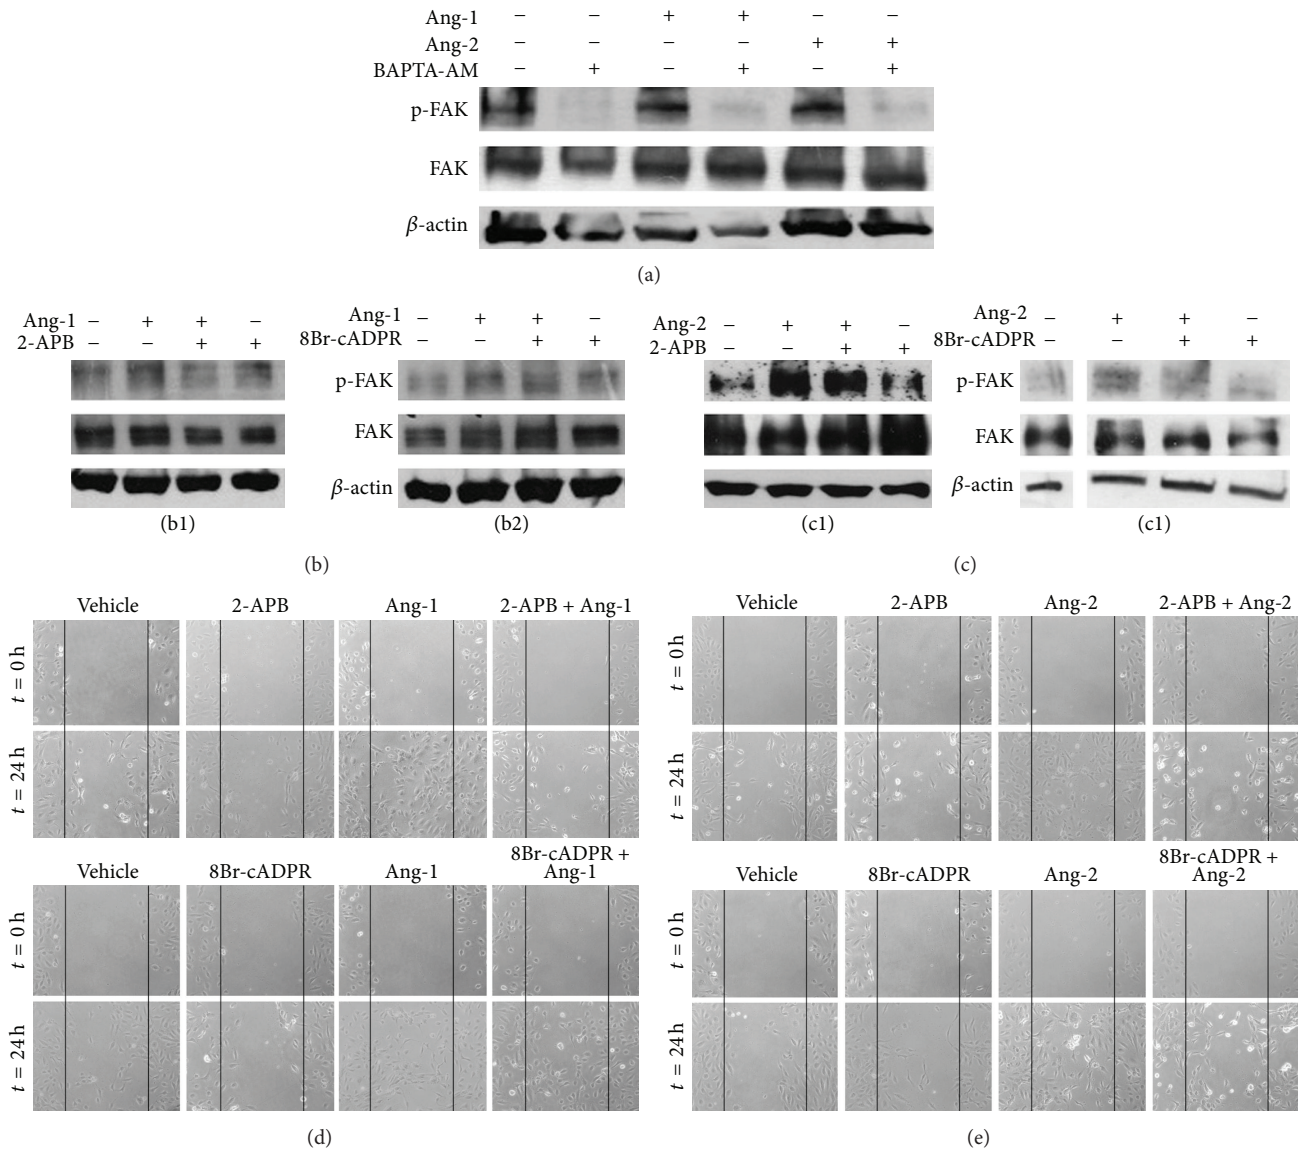 Ang-1 − − + + − −
Ang-2 − − − − + +
BAPTA-AM − + − + − +
p-FAK
FAK
β-actin
(a)
Ang-1 − + + −
2-APB − − + +
Ang-1 − + + −
8Br-cADPR − − + +
Ang-2 − + + −
2-APB − − + +
Ang-2 − + + −
8Br-cADPR − − + +
p-FAK
p-FAK
FAK
FAK
β-actin
β-actin
(b1)
(b2)
(c1)
(c1)
(b)
(c)
Vehicle 2-APB Ang-1 2-APB + Ang-1
t = 0 h
t = 24 h
Vehicle 8Br-cADPR Ang-1 8Br-cADPR +
Ang-1
t = 0 h
t = 24 h
(d)
Vehicle 2-APB Ang-2 2-APB + Ang-2
t = 0 h
t = 24 h
Vehicle 8Br-cADPR Ang-2 8Br-cADPR +
Ang-2
t = 0 h
t = 24 h
(e)